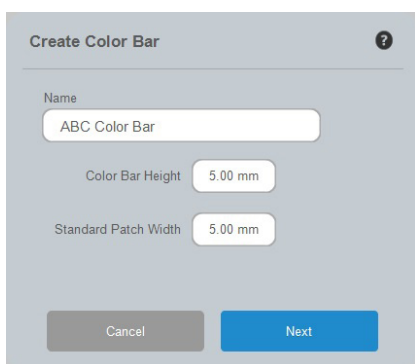 Create Color Bar ?
Name
ABC Color Bar
Color Bar Height 5.00 mm
Standard Patch Width 5.00 mm
Cancel Next